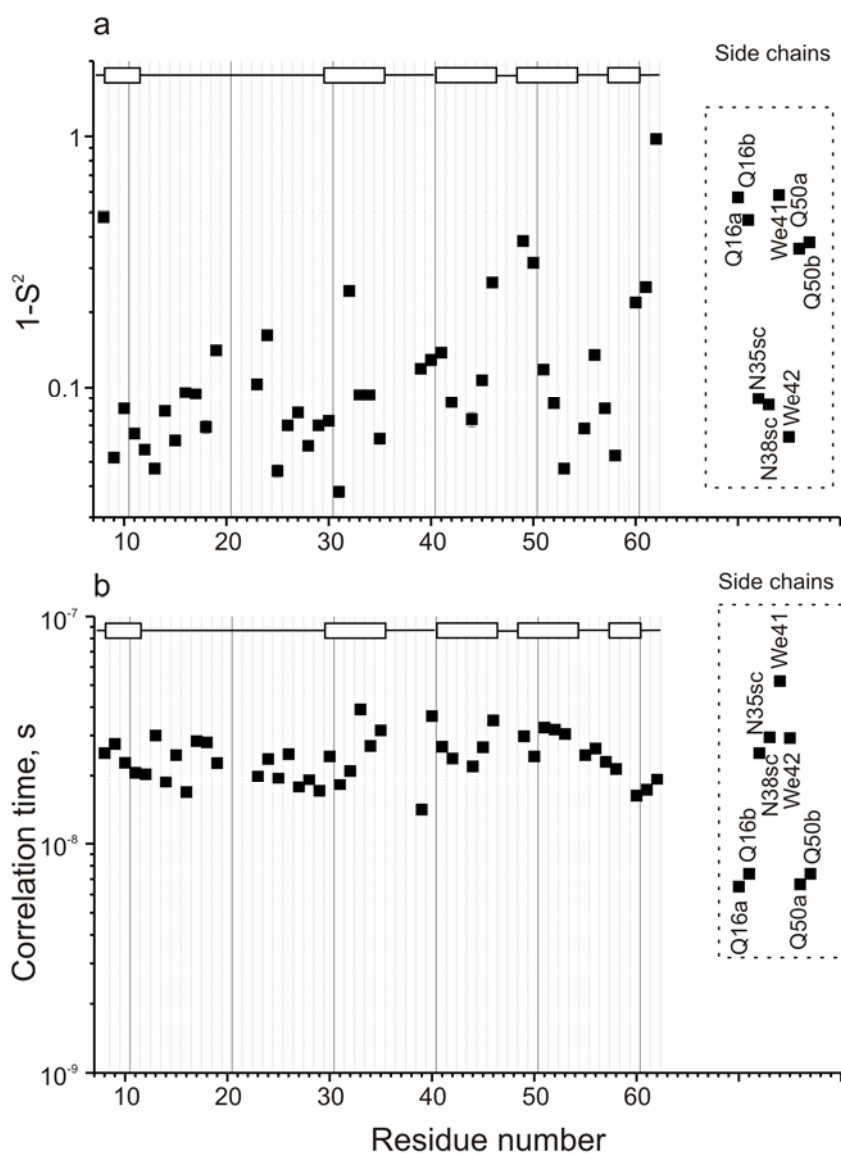 a
Side chains
1
0.1
1-S²
Q16b
Q16a
We41
Q50a
Q50b
N35sc
N38sc
We42
10 20 30 40 50 60
b
Side chains
10⁻⁷
10⁻⁸
10⁻⁹
Correlation time, s
We41
N35sc
N38sc
We42
Q16b
Q50b
Q16a
Q50a
10 20 30 40 50 60
Residue number